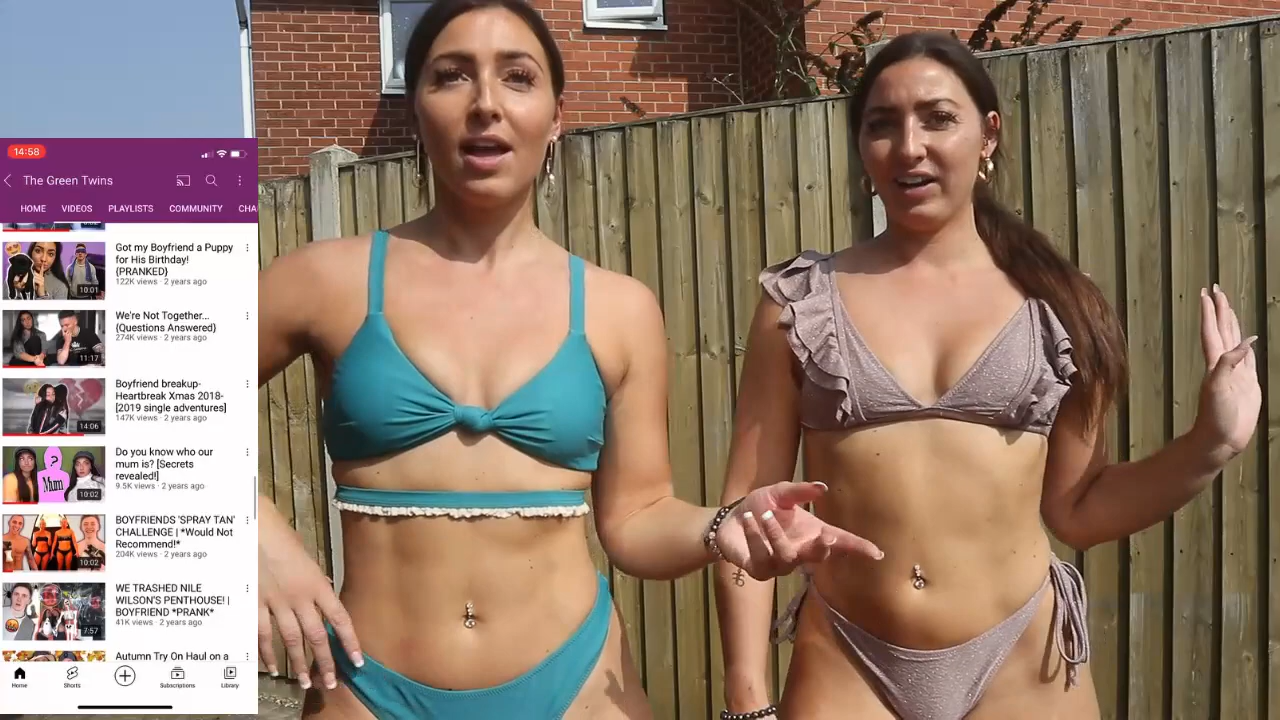 14:58
The Green Twins
HOME VIDEOS PLAYLISTS COMMUNITY CHA
Got my Boyfriend a Puppy
for His Birthday!
{PRANKED}
122K views · 2 years ago
10:01
We're Not Together...
{Questions Answered}
274K views · 2 years ago
11:17
Boyfriend breakup-
Heartbreak Xmas 2018-
[2019 single adventures]
147K views · 2 years ago
14:06
Do you know who our
mum is? [Secrets
revealed!]
9.5K views · 2 years ago
?
Mum
10:02
BOYFRIENDS 'SPRAY TAN'
CHALLENGE | *Would Not
Recommend!*
204K views · 2 years ago
10:02
WE TRASHED NILE
WILSON'S PENTHOUSE! |
BOYFRIEND *PRANK*
41K views · 2 years ago
7:57
Autumn Try On Haul on a
Home Shorts Subscriptions Library